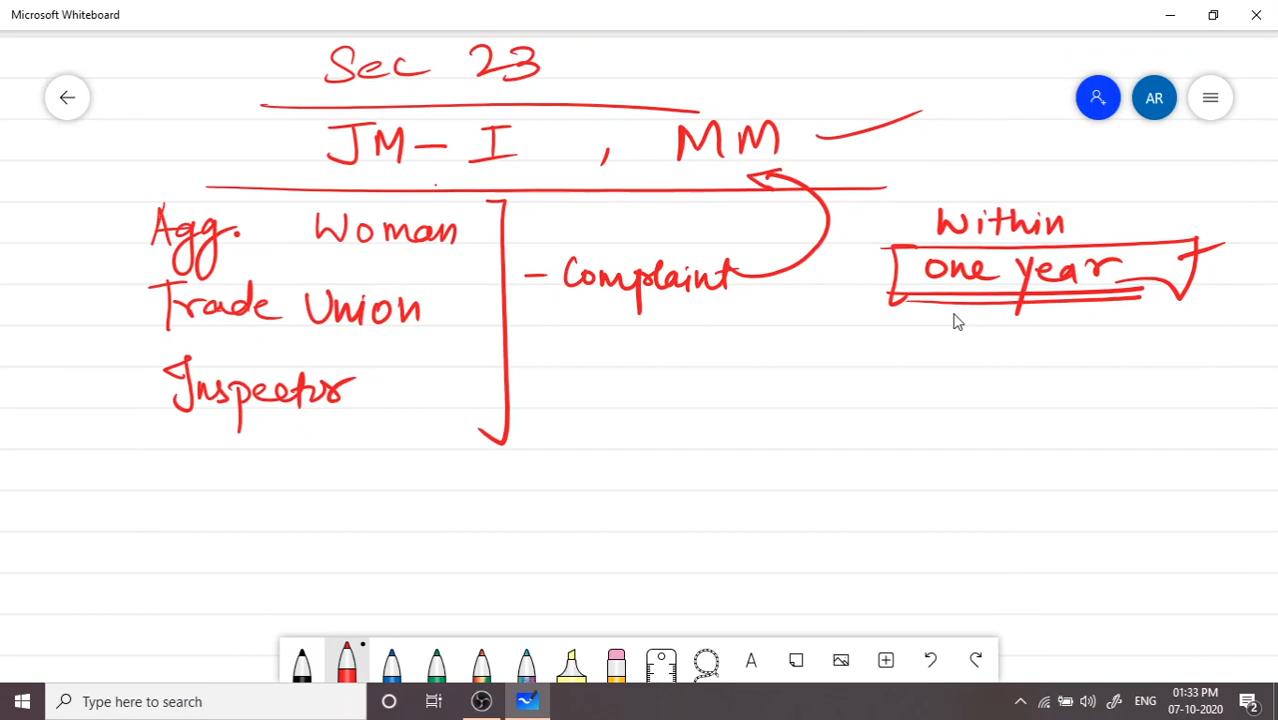 Microsoft Whiteboard
Sec 23
JM - I , MM
AR
Agg. Woman
Within
- Complaint
one year
Trade Union
Inspector
A
Type here to search
ENG
01:33 PM
07-10-2020
2